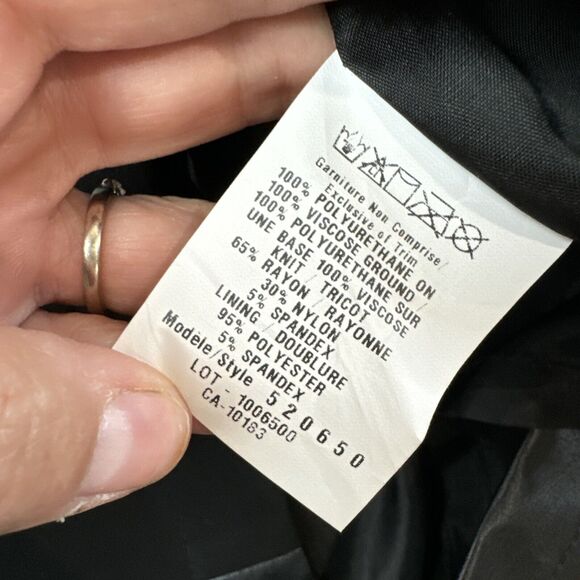 Garniture Non Comprise/
Exclusive of Trim
100% POLYURETHANE ON
100% VISCOSE GROUND/
100% POLYURETHANE SUR
UNE BASE 100% VISCOSE
KNIT / TRICOT
65% RAYON / RAYONNE
30% NYLON
5% SPANDEX
LINING / DOUBLURE
95% POLYESTER
5% SPANDEX
Modèle/Style 520650
LOT - 1006500
CA-10183